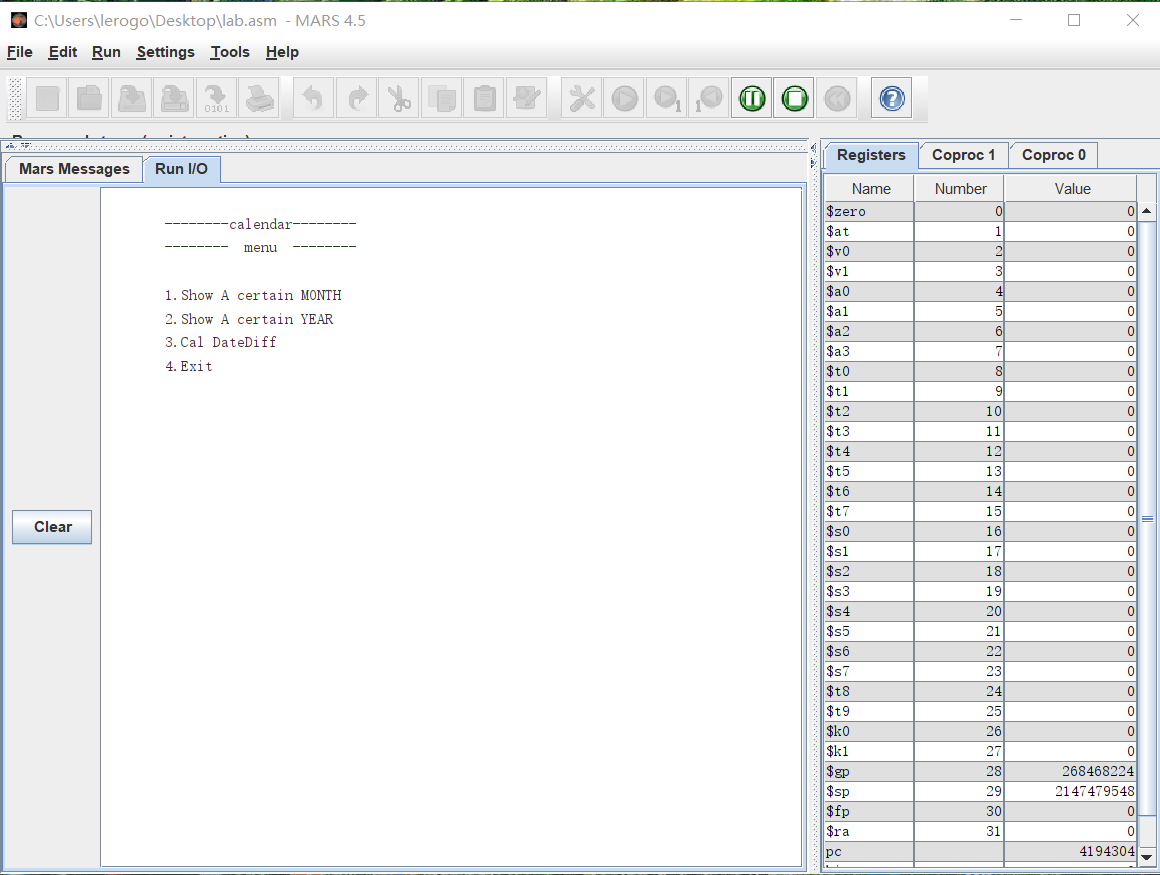 C:\Users\lerogo\Desktop\lab.asm - MARS 4.5
File Edit Run Settings Tools Help
Mars Messages Run I/O
--------calendar--------
-------- menu --------
1.Show A certain MONTH
2.Show A certain YEAR
3.Cal DateDiff
4.Exit
Clear
Registers Coproc 1 Coproc 0
Name Number Value
$zero 0 0
$at 1 0
$v0 2 0
$v1 3 0
$a0 4 0
$a1 5 0
$a2 6 0
$a3 7 0
$t0 8 0
$t1 9 0
$t2 10 0
$t3 11 0
$t4 12 0
$t5 13 0
$t6 14 0
$t7 15 0
$s0 16 0
$s1 17 0
$s2 18 0
$s3 19 0
$s4 20 0
$s5 21 0
$s6 22 0
$s7 23 0
$t8 24 0
$t9 25 0
$k0 26 0
$k1 27 0
$gp 28 268468224
$sp 29 2147479548
$fp 30 0
$ra 31 0
pc 4194304